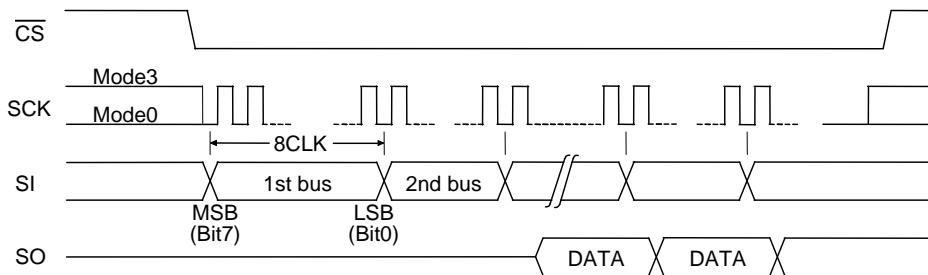 CS
Mode3
SCK
Mode0
8CLK
SI
1st bus
2nd bus
MSB
(Bit7)
LSB
(Bit0)
SO
DATA
DATA